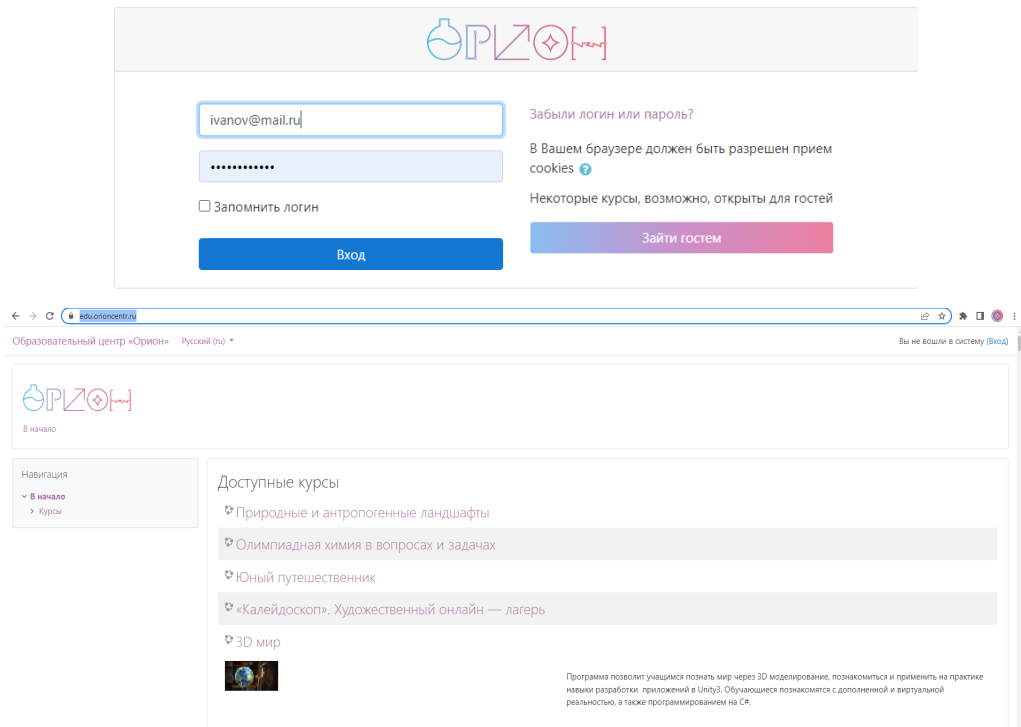 ОРИОН
ivanov@mail.ru
••••••••••••
Запомнить логин
Вход
Забыли логин или пароль?
В Вашем браузере должен быть разрешен прием
cookies ?
Некоторые курсы, возможно, открыты для гостей
Зайти гостем
edu.orioncentr.ru
Образовательный центр «Орион» Русский (ru)
Вы не вошли в систему (Вход)
ОРИОН
В начало
Навигация
В начало
Курсы
Доступные курсы
Природные и антропогенные ландшафты
Олимпиадная химия в вопросах и задачах
Юный путешественник
«Калейдоскоп». Художественный онлайн — лагерь
3D мир
Программа позволит учащимся познать мир через 3D моделирование, познакомиться и применить на практике
навыки разработки приложений в Unity3. Обучающиеся познакомятся с дополненной и виртуальной
реальностью, а также программированием на C#.